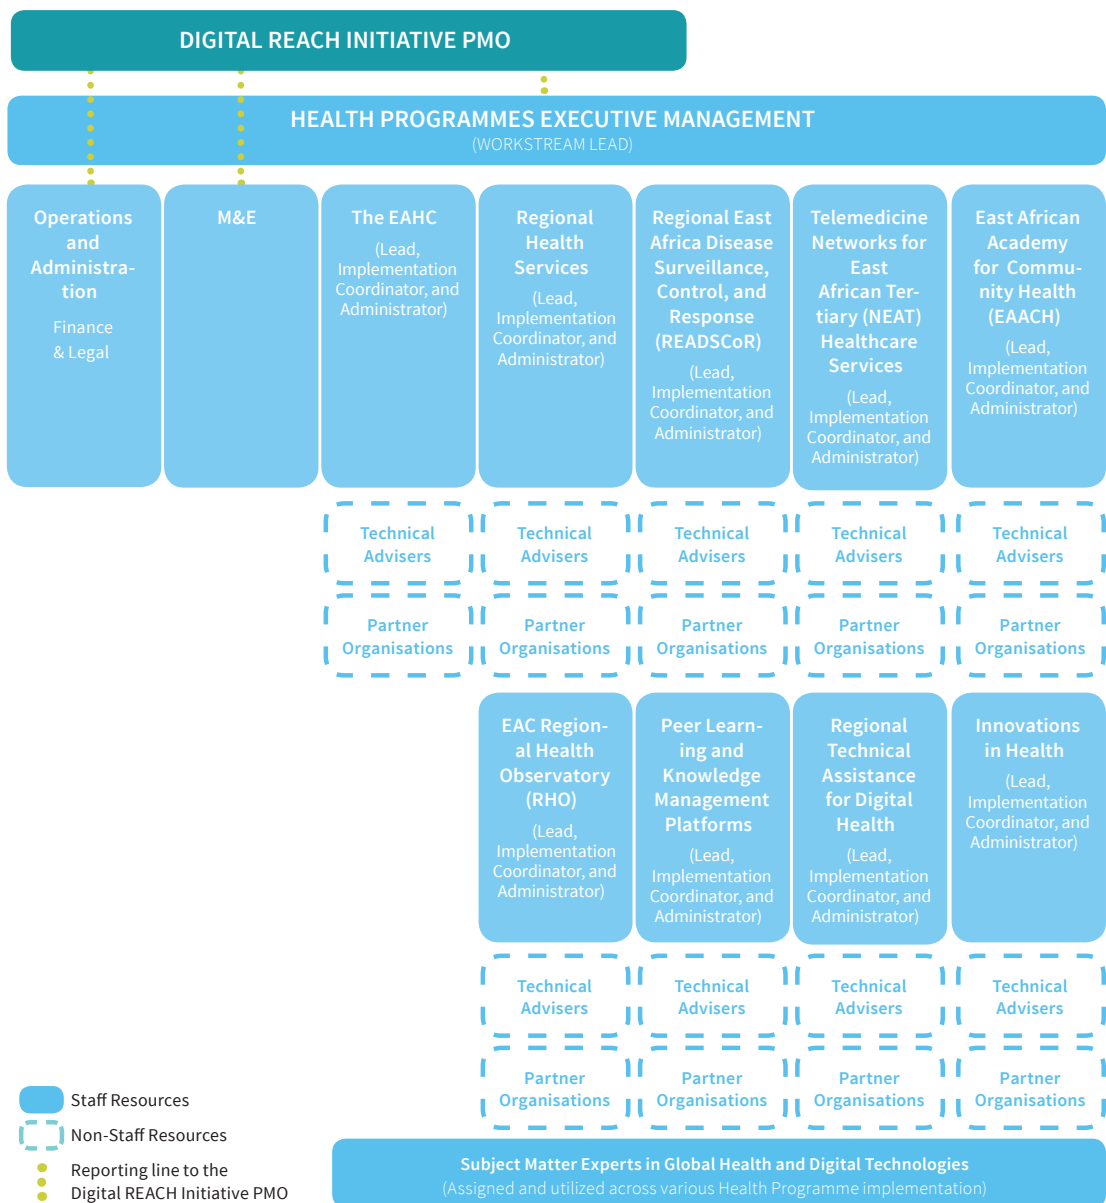 DIGITAL REACH INITIATIVE PMO
HEALTH PROGRAMMES EXECUTIVE MANAGEMENT
(WORKSTREAM LEAD)
Operations
and
Administra-
tion
Finance
& Legal
M&E
The EAHC
(Lead,
Implementation
Coordinator, and
Administrator)
Regional
Health
Services
(Lead,
Implementation
Coordinator, and
Administrator)
Regional East
Africa Disease
Surveillance,
Control, and
Response
(READSCoR)
(Lead,
Implementation
Coordinator, and
Administrator)
Telemedicine
Networks for
East
African Ter-
tiary (NEAT)
Healthcare
Services
(Lead,
Implementation
Coordinator, and
Administrator)
East African
Academy
for Commu-
nity Health
(EAACH)
(Lead,
Implementation
Coordinator, and
Administrator)
Technical
Advisers
Technical
Advisers
Technical
Advisers
Technical
Advisers
Technical
Advisers
Partner
Organisations
Partner
Organisations
Partner
Organisations
Partner
Organisations
Partner
Organisations
EAC Region-
al Health
Observatory
(RHO)
(Lead,
Implementation
Coordinator, and
Administrator)
Peer Learn-
ing and
Knowledge
Management
Platforms
(Lead,
Implementation
Coordinator, and
Administrator)
Regional
Technical
Assistance
for Digital
Health
(Lead,
Implementation
Coordinator, and
Administrator)
Innovations
in Health
(Lead,
Implementation
Coordinator, and
Administrator)
Technical
Advisers
Technical
Advisers
Technical
Advisers
Technical
Advisers
Partner
Organisations
Partner
Organisations
Partner
Organisations
Partner
Organisations
Staff Resources
Non-Staff Resources
Reporting line to the
Digital REACH Initiative PMO
Subject Matter Experts in Global Health and Digital Technologies
(Assigned and utilized across various Health Programme implementation)